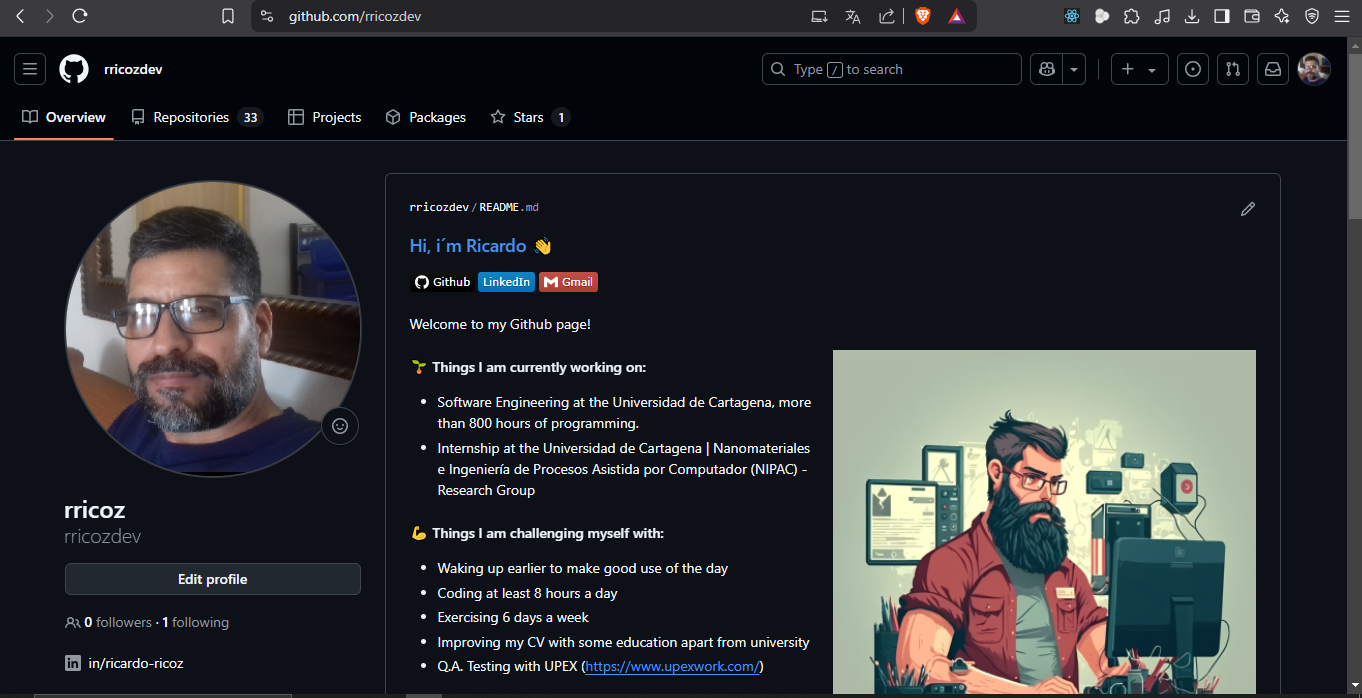 github.com/rricozdev
rricozdev
Type / to search
Overview
Repositories 33
Projects
Packages
Stars 1
rricozdev/README.md
Hi, i´m Ricardo 👋
Github LinkedIn Gmail
Welcome to my Github page!
🌱 Things I am currently working on:
• Software Engineering at the Universidad de Cartagena, more
than 800 hours of programming.
• Internship at the Universidad de Cartagena | Nanomateriales
e Ingeniería de Procesos Asistida por Computador (NIPAC) -
Research Group
💪 Things I am challenging myself with:
• Waking up earlier to make good use of the day
• Coding at least 8 hours a day
• Exercising 6 days a week
• Improving my CV with some education apart from university
• Q.A. Testing with UPEX (https://www.upexwork.com/)
rricoz
rricozdev
Edit profile
0 followers · 1 following
in/ricardo-ricoz